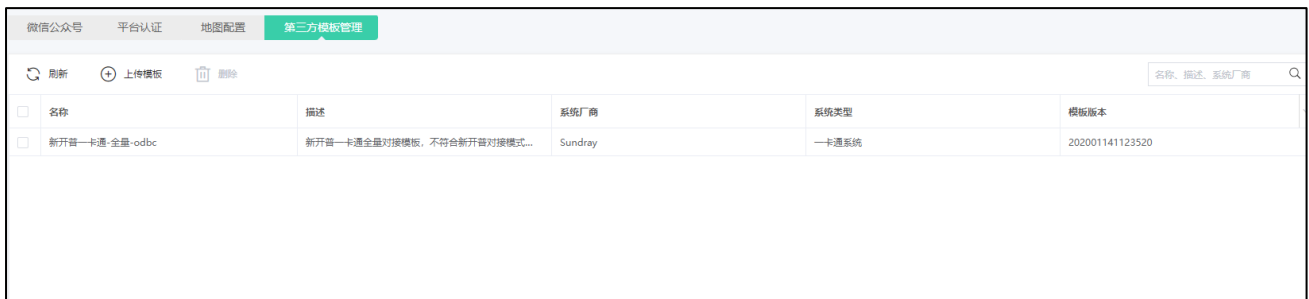 微信公众号 平台认证 地图配置 第三方模板管理
刷新 上传模板 删除 名称、描述、系统厂商
名称 描述 系统厂商 系统类型 模板版本
新开普一卡通-全量-odbc 新开普一卡通全量对接模板，不符合新开普对接模式... Sundray 一卡通系统 202001141123520